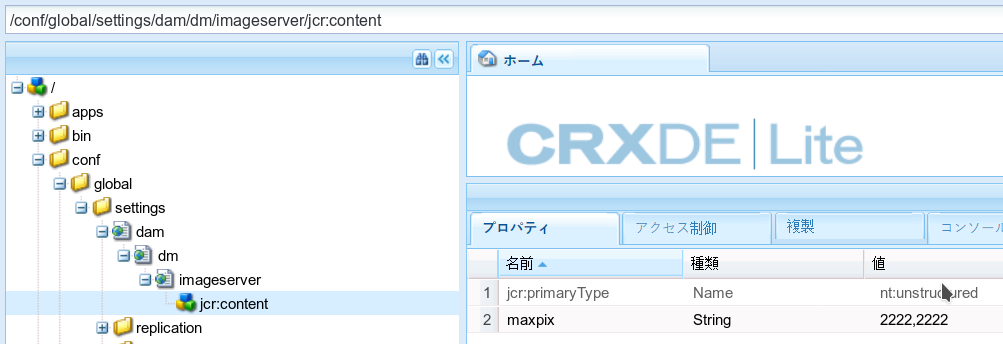 /conf/global/settings/dam/dm/imageserver/jcr:content
/
apps
bin
conf
global
settings
dam
dm
imageserver
jcr:content
replication
ホーム
CRXDE Lite
プロパティ アクセス制御 複製 コンソール
名前 種類 値
1 jcr:primaryType Name nt:unstructured
2 maxpix String 2222,2222